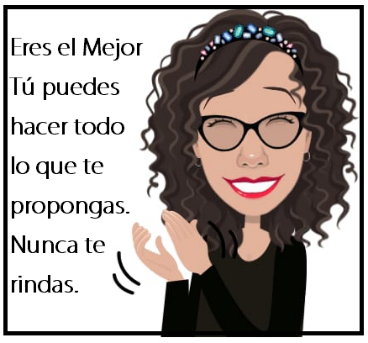 Eres el Mejor
Tú puedes
hacer todo
lo que te
propongas.
Nunca te
rindas.